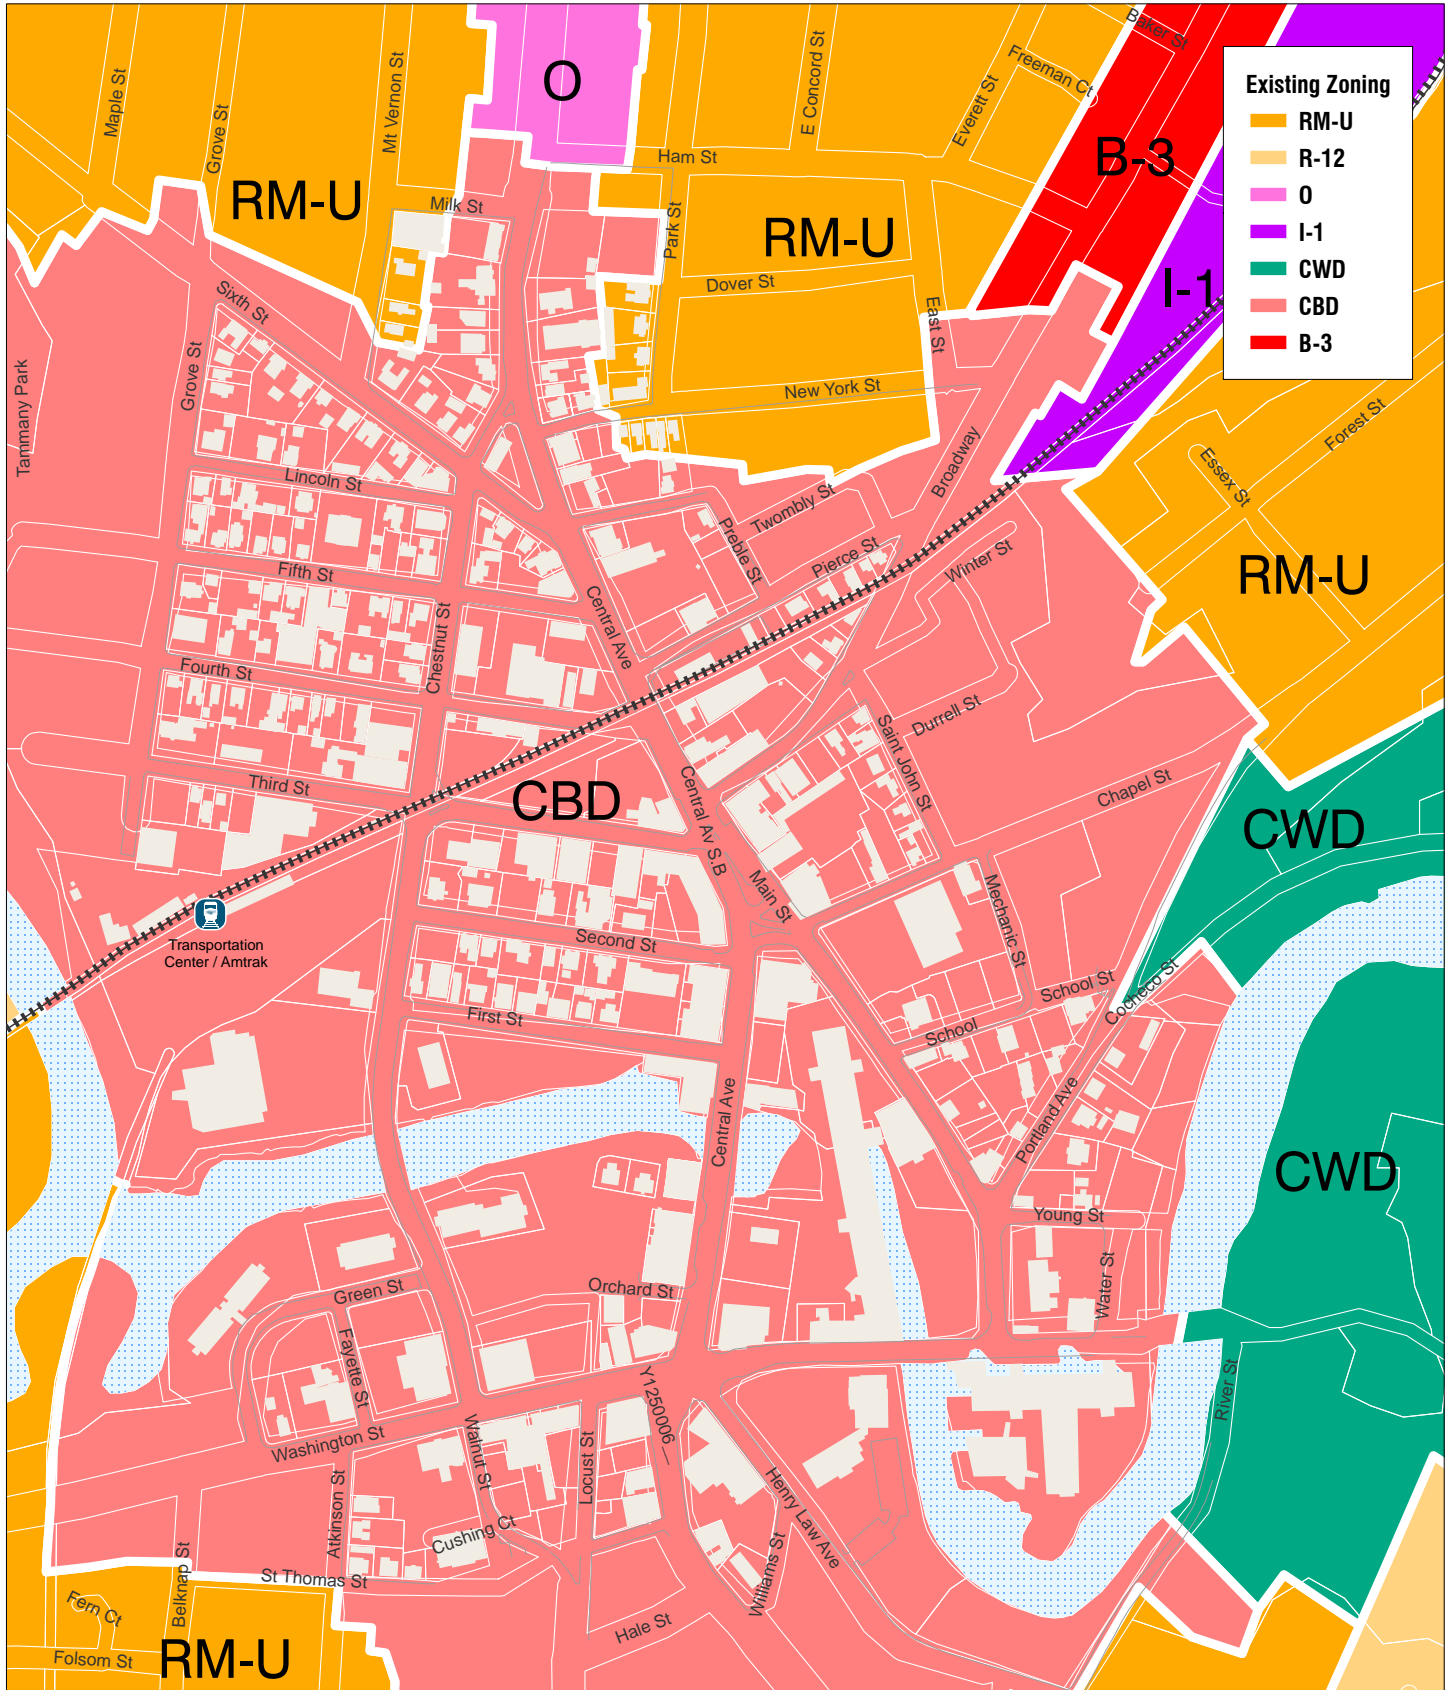 Baker St
Freeman Ct
Everett St
E Concord St
Mt Vernon St
Maple St
Grove St
O
B-3
Existing Zoning
RM-U
R-12
O
I-1
CWD
CBD
B-3
Ham St
RM-U
Milk St
Park St
RM-U
Dover St
I-1
East St
Sixth St
Grove St
Tammany Park
New York St
Forest St
Essex St
Broadway
Lincoln St
Twombly St
Preble St
Pierce St
Winter St
RM-U
Fifth St
Central Ave
Chestnut St
Fourth St
Saint John St
Durrell St
Third St
CBD
Central Av S.B
Chapel St
CWD
Main St
Mechanic St
Second St
Transportation
Center / Amtrak
School St
Cocheco St
First St
School
Central Ave
Portland Ave
CWD
Young St
Water St
Green St
Orchard St
Fayette St
Y1250006
River St
Washington St
Walnut St
Locust St
Henry Law Ave
Atkinson St
Cushing Ct
Williams St
Belknap St
St Thomas St
Fern Ct
Hale St
Folsom St
RM-U